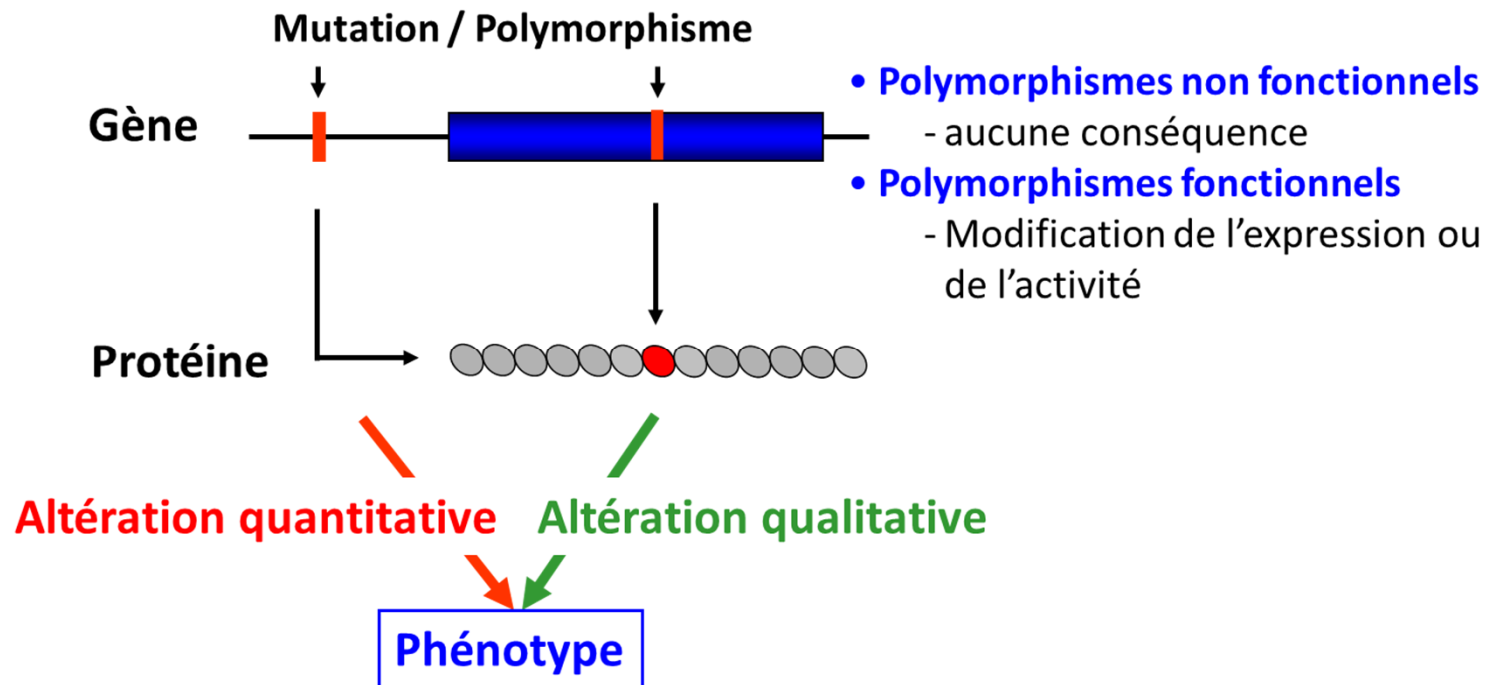 Mutation / Polymorphisme
Gène
• Polymorphismes non fonctionnels
- aucune conséquence
• Polymorphismes fonctionnels
- Modification de l’expression ou
de l’activité
Protéine
Altération quantitative
Altération qualitative
Phénotype